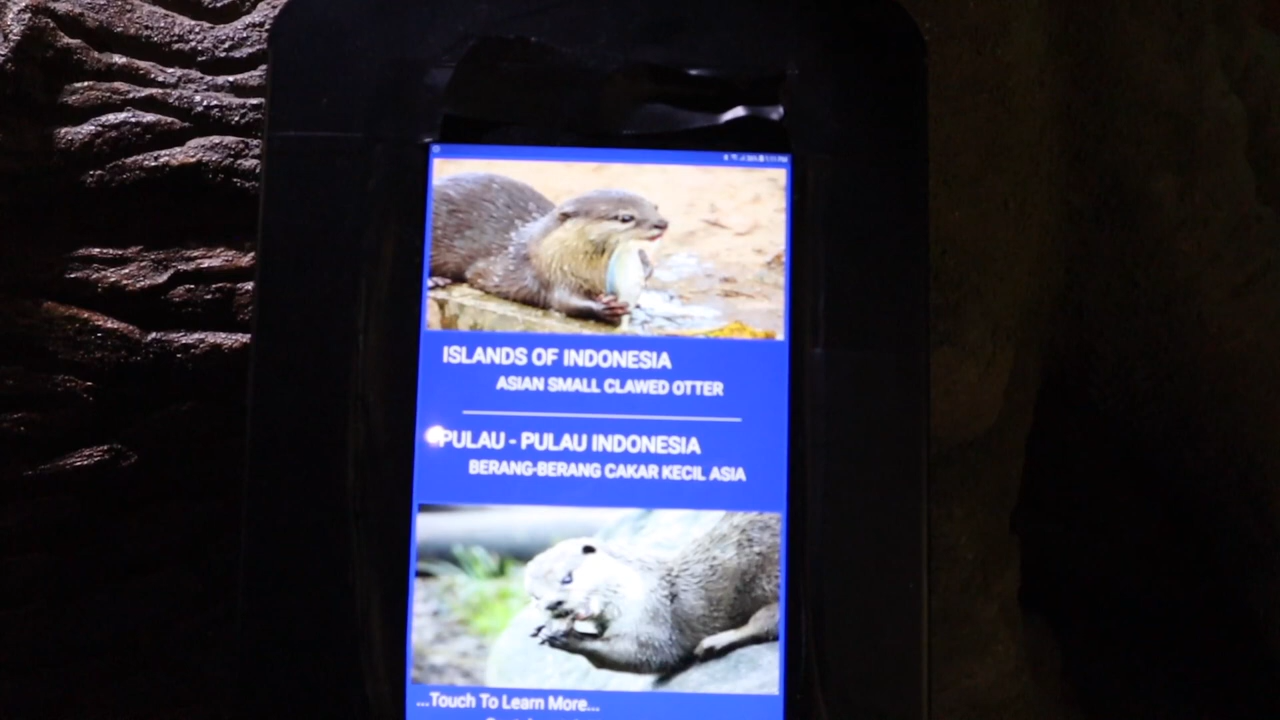 ISLANDS OF INDONESIA
ASIAN SMALL CLAWED OTTER
PULAU - PULAU INDONESIA
BERANG-BERANG CAKAR KECIL ASIA
...Touch To Learn More...